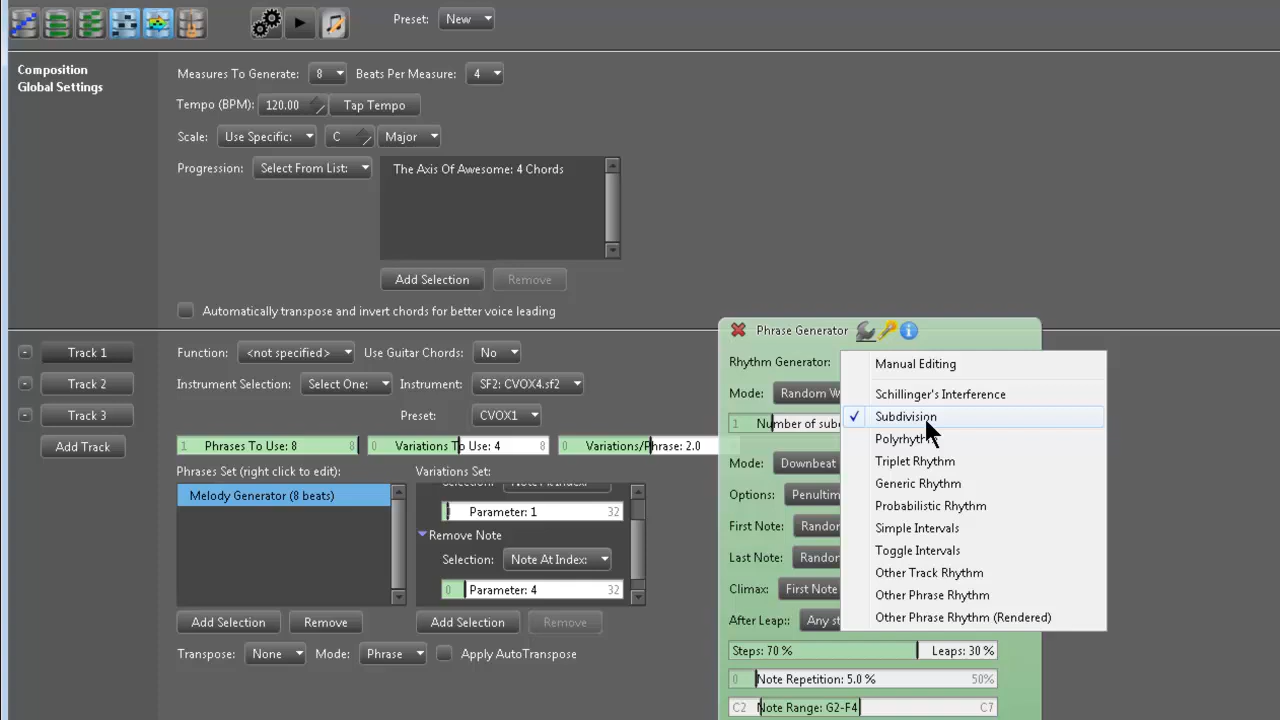 Preset: New
Composition
Global Settings
Measures To Generate: 8 Beats Per Measure: 4
Tempo (BPM): 120.00 Tap Tempo
Scale: Use Specific: C Major
Progression: Select From List: The Axis Of Awesome: 4 Chords
Add Selection Remove
Automatically transpose and invert chords for better voice leading
- Track 1
- Track 2
- Track 3
Add Track
Function: <not specified> Use Guitar Chords: No
Instrument Selection: Select One: Instrument: SF2: CVOX4.sf2
Preset: CVOX1
1 Phrases To Use: 8 8 0 Variations To Use: 4 8 0 Variations/Phrase: 2.0
Phrases Set (right click to edit): Variations Set:
Melody Generator (8 beats)
Parameter: 1 32
Remove Note
Selection: Note At Index:
0 Parameter: 4 32
Add Selection Remove Add Selection Remove
Transpose: None Mode: Phrase Apply AutoTranspose
Phrase Generator
Rhythm Generator:
Mode: Random W
1 Number of sub
Mode: Downbeat
Options: Penultim
First Note: Rando
Last Note: Rando
Climax: First Note
After Leap:: Any st
Steps: 70 % Leaps: 30 %
0 Note Repetition: 5.0 % 50%
C2 Note Range: G2-F4 C7
Manual Editing
Schillinger's Interference
Subdivision
Triplet Rhythm
Generic Rhythm
Probabilistic Rhythm
Simple Intervals
Toggle Intervals
Other Track Rhythm
Other Phrase Rhythm
Other Phrase Rhythm (Rendered)